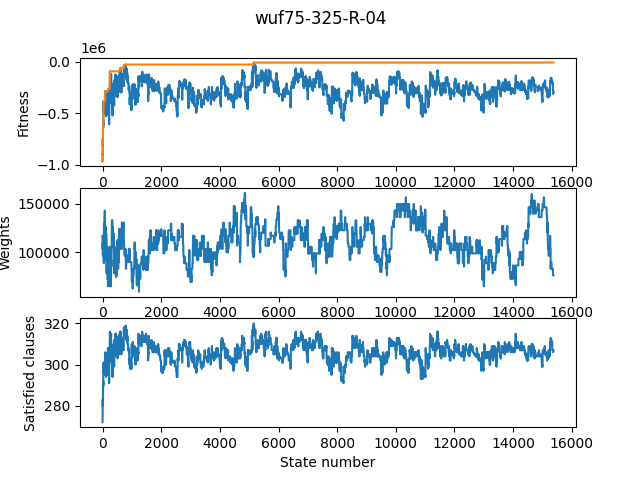 wuf75-325-R-04
1e6
0.0
−0.5
−1.0
Fitness
0 2000 4000 6000 8000 10000 12000 14000 16000
150000
100000
Weights
0 2000 4000 6000 8000 10000 12000 14000 16000
320
300
280
Satisfied clauses
0 2000 4000 6000 8000 10000 12000 14000 16000
State number